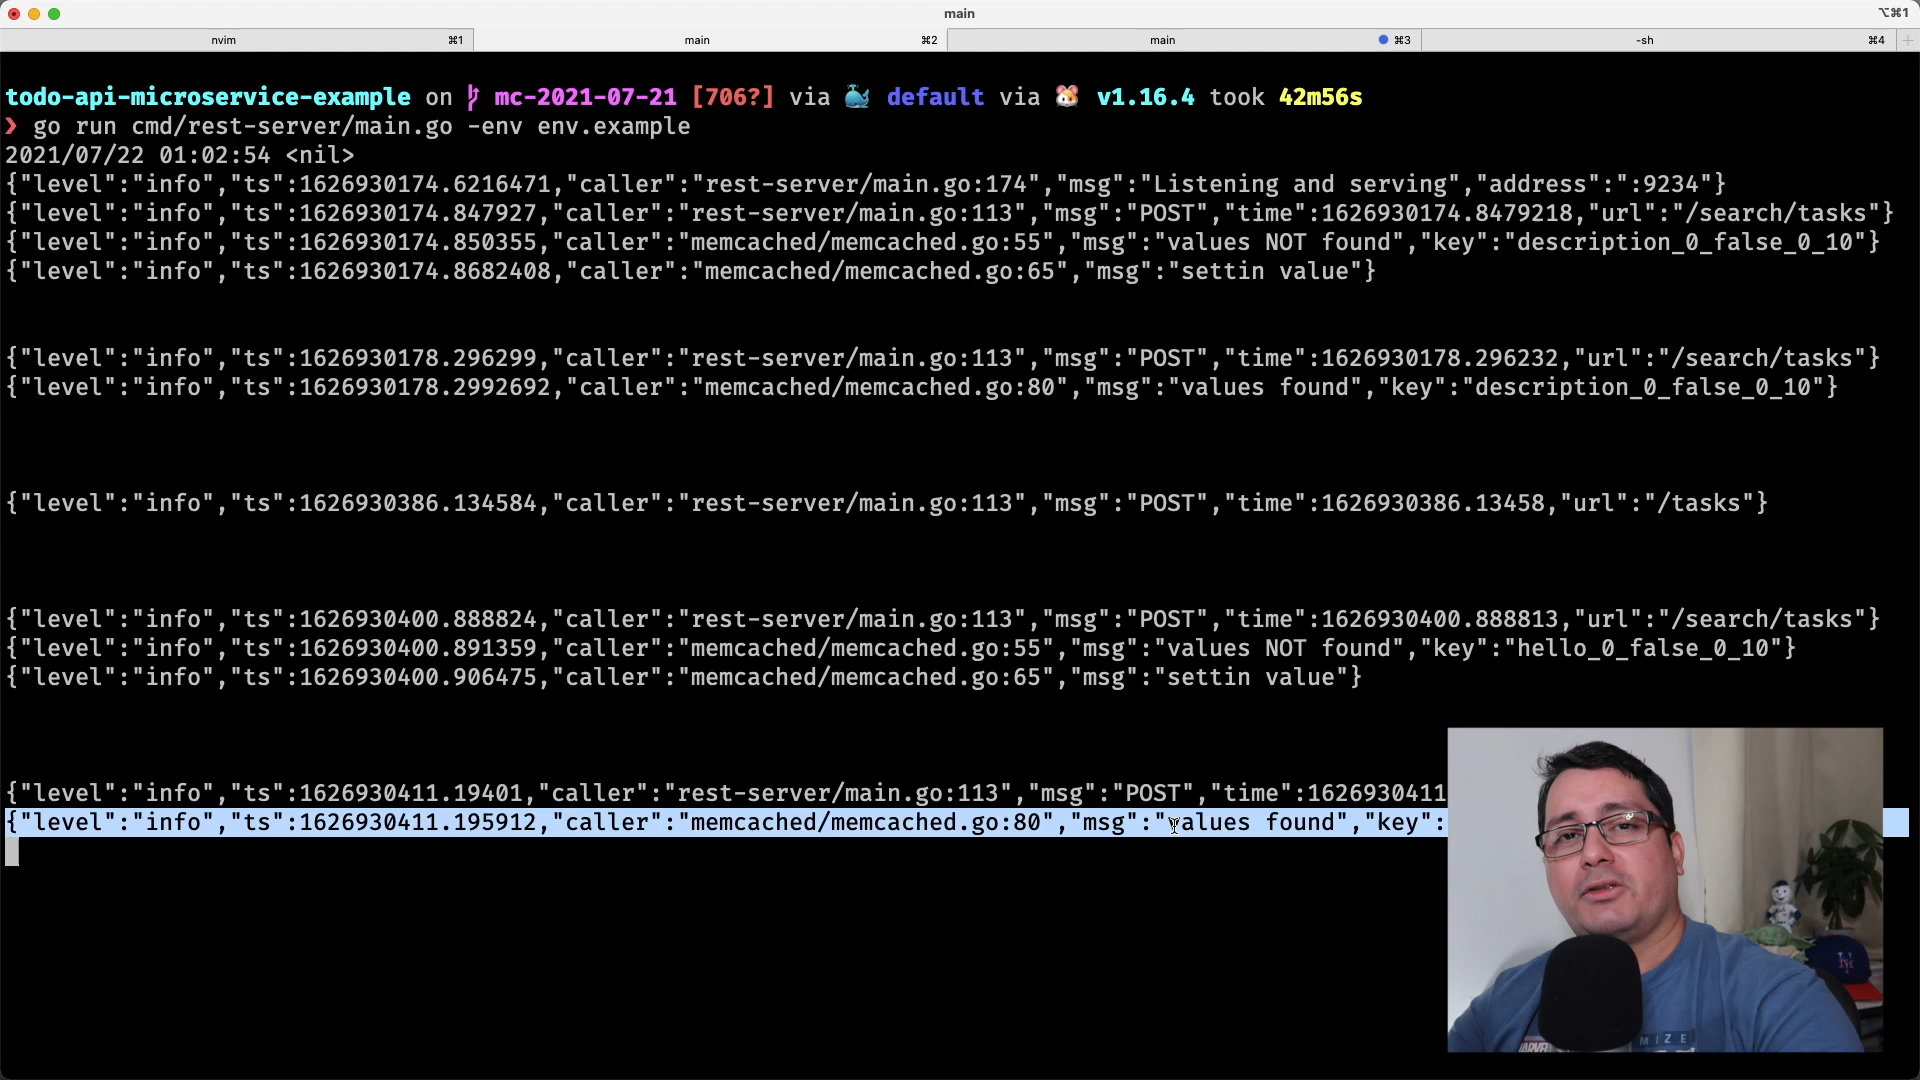 main
⌥⌘1
nvim ⌘1 main ⌘2 main ⌘3 -sh ⌘4
todo-api-microservice-example on mc-2021-07-21 [706?] via 🐳 default via 🐹 v1.16.4 took 42m56s
❯ go run cmd/rest-server/main.go -env env.example
2021/07/22 01:02:54 <nil>
{"level":"info","ts":1626930174.6216471,"caller":"rest-server/main.go:174","msg":"Listening and serving","address":":9234"}
{"level":"info","ts":1626930174.847927,"caller":"rest-server/main.go:113","msg":"POST","time":1626930174.8479218,"url":"/search/tasks"}
{"level":"info","ts":1626930174.850355,"caller":"memcached/memcached.go:55","msg":"values NOT found","key":"description_0_false_0_10"}
{"level":"info","ts":1626930174.8682408,"caller":"memcached/memcached.go:65","msg":"settin value"}
{"level":"info","ts":1626930178.296299,"caller":"rest-server/main.go:113","msg":"POST","time":1626930178.296232,"url":"/search/tasks"}
{"level":"info","ts":1626930178.2992692,"caller":"memcached/memcached.go:80","msg":"values found","key":"description_0_false_0_10"}
{"level":"info","ts":1626930386.134584,"caller":"rest-server/main.go:113","msg":"POST","time":1626930386.13458,"url":"/tasks"}
{"level":"info","ts":1626930400.888824,"caller":"rest-server/main.go:113","msg":"POST","time":1626930400.888813,"url":"/search/tasks"}
{"level":"info","ts":1626930400.891359,"caller":"memcached/memcached.go:55","msg":"values NOT found","key":"hello_0_false_0_10"}
{"level":"info","ts":1626930400.906475,"caller":"memcached/memcached.go:65","msg":"settin value"}
{"level":"info","ts":1626930411.19401,"caller":"rest-server/main.go:113","msg":"POST","time":1626930411
{"level":"info","ts":1626930411.195912,"caller":"memcached/memcached.go:80","msg":"values found","key":
MARVEL
MIZE